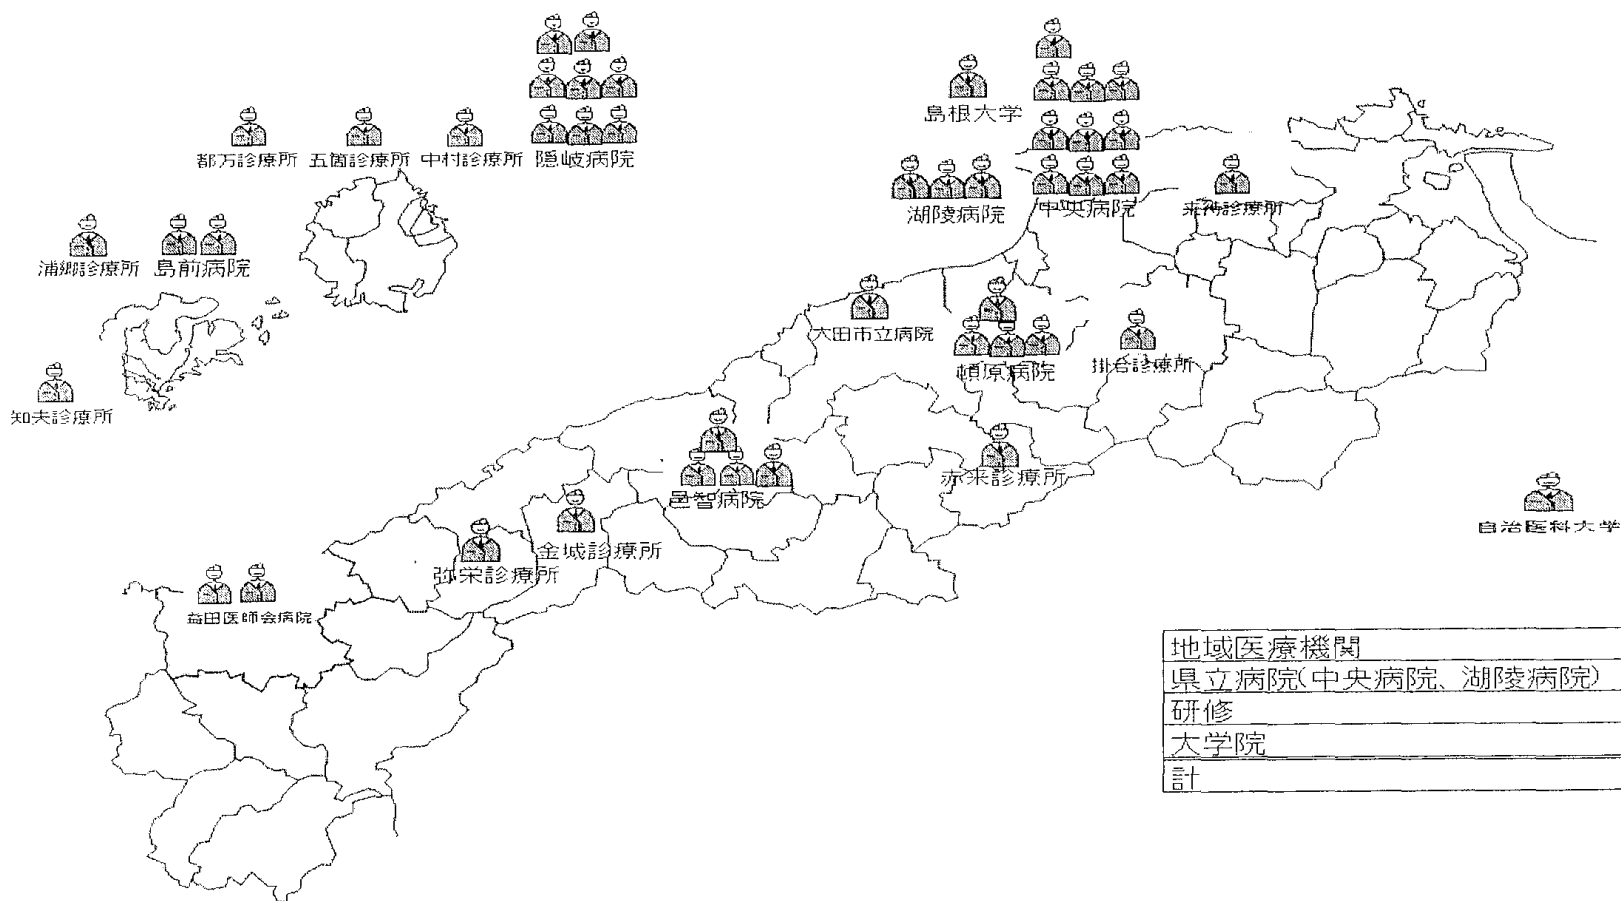 島根大学
都万診療所 五箇診療所 中村診療所 隠岐病院
湖陵病院 中央病院 来待診療所
浦郷診療所 島前病院
大田市立病院
頓原病院 掛合診療所
知夫診療所
赤来診療所
邑智病院
自治医科大学
金城診療所
弥栄診療所
益田医師会病院
地域医療機関
県立病院(中央病院、湖陵病院)
研修
大学院
計